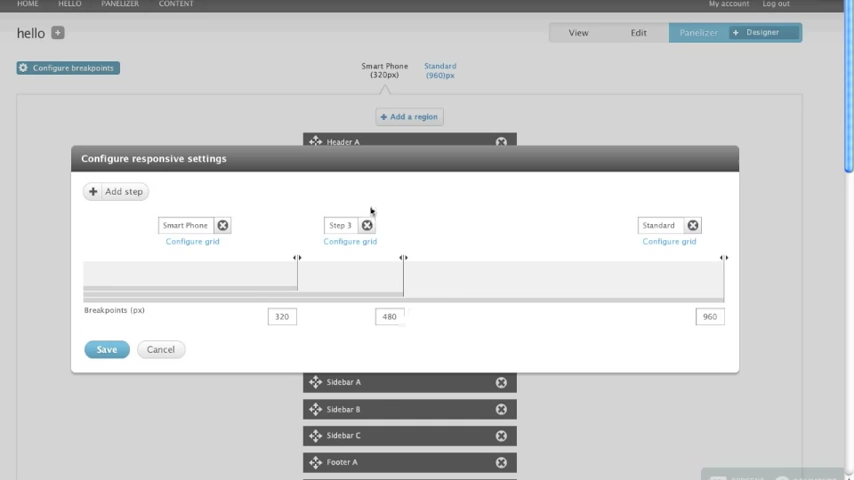 HOME HELLO PANELIZER CONTENT My account Log out
hello
View Edit Panelizer Designer
Configure breakpoints
Smart Phone
(320px)
Standard
(960)px
Add a region
Header A
Configure responsive settings
Add step
Smart Phone
Step 3
Standard
Configure grid
Configure grid
Configure grid
Breakpoints (px)
320
480
960
Save
Cancel
Sidebar A
Sidebar B
Sidebar C
Footer A